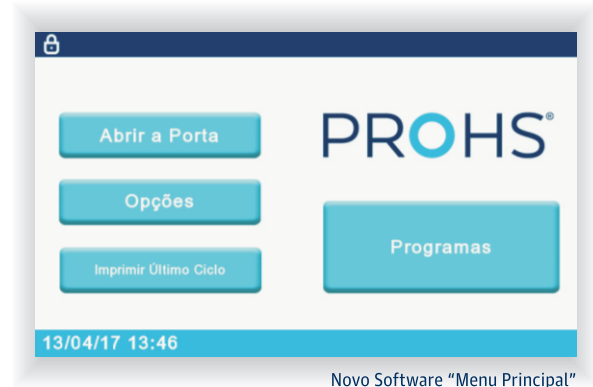 Abrir a Porta
Opções
Imprimir Último Ciclo
PROHS®
Programas
13/04/17 13:46
Novo Software “Menu Principal”